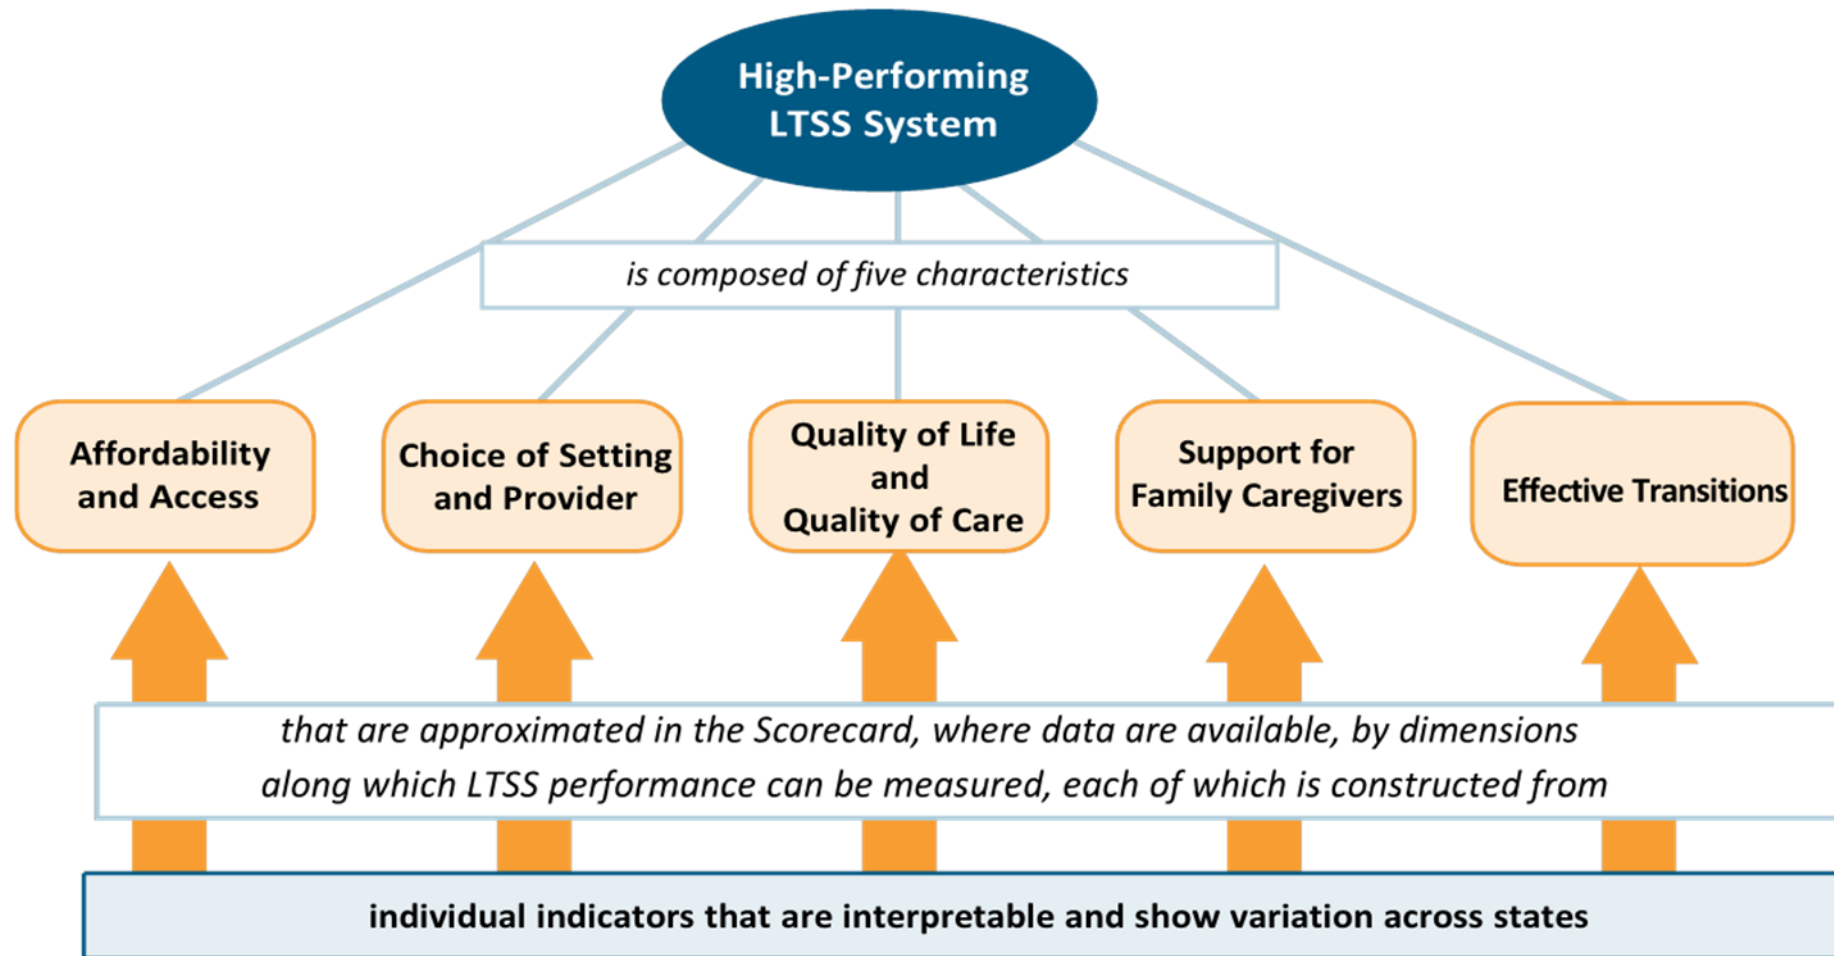 High-Performing
LTSS System
is composed of five characteristics
Affordability
and Access
Choice of Setting
and Provider
Quality of Life
and
Quality of Care
Support for
Family Caregivers
Effective Transitions
that are approximated in the Scorecard, where data are available, by dimensions
along which LTSS performance can be measured, each of which is constructed from
individual indicators that are interpretable and show variation across states